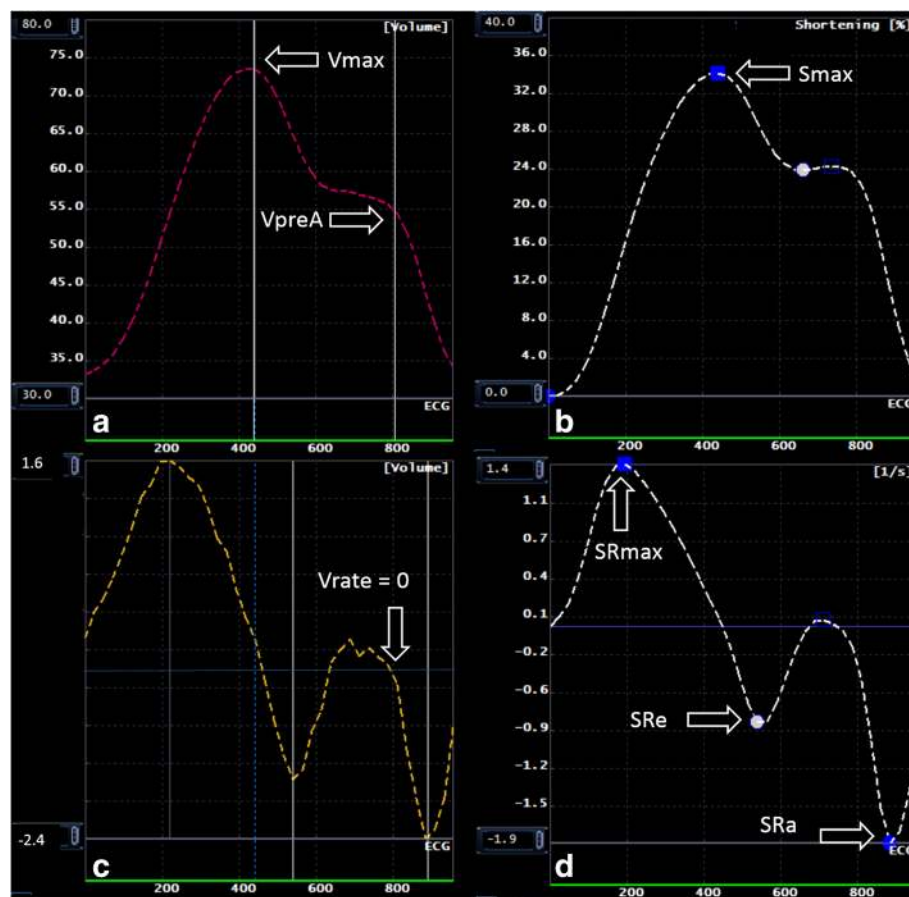 80.0
[Volume]
75.0
Vmax
70.0
65.0
60.0
55.0
VpreA
50.0
45.0
40.0
35.0
30.0
a
ECG
200 400 600 800
40.0
Shortening [%]
36.0
Smax
32.0
28.0
24.0
20.0
16.0
12.0
8.0
4.0
0.0
b
ECG
200 400 600 800
1.6
[Volume]
Vrate = 0
-2.4
c
ECG
200 400 600 800
1.4
[1/s]
1.1
SRmax
0.7
0.4
0.1
-0.2
-0.6
SRe
-0.9
-1.2
-1.5
SRa
-1.9
d
ECG
200 400 600 800